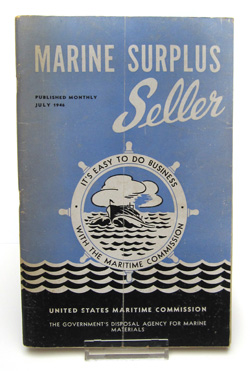 MARINE SURPLUS
Seller
PUBLISHED MONTHLY
JULY 1946
IT'S EASY TO DO BUSINESS
WITH THE MARITIME COMMISSION
UNITED STATES MARITIME COMMISSION
THE GOVERNMENT'S DISPOSAL AGENCY FOR MARINE
MATERIALS